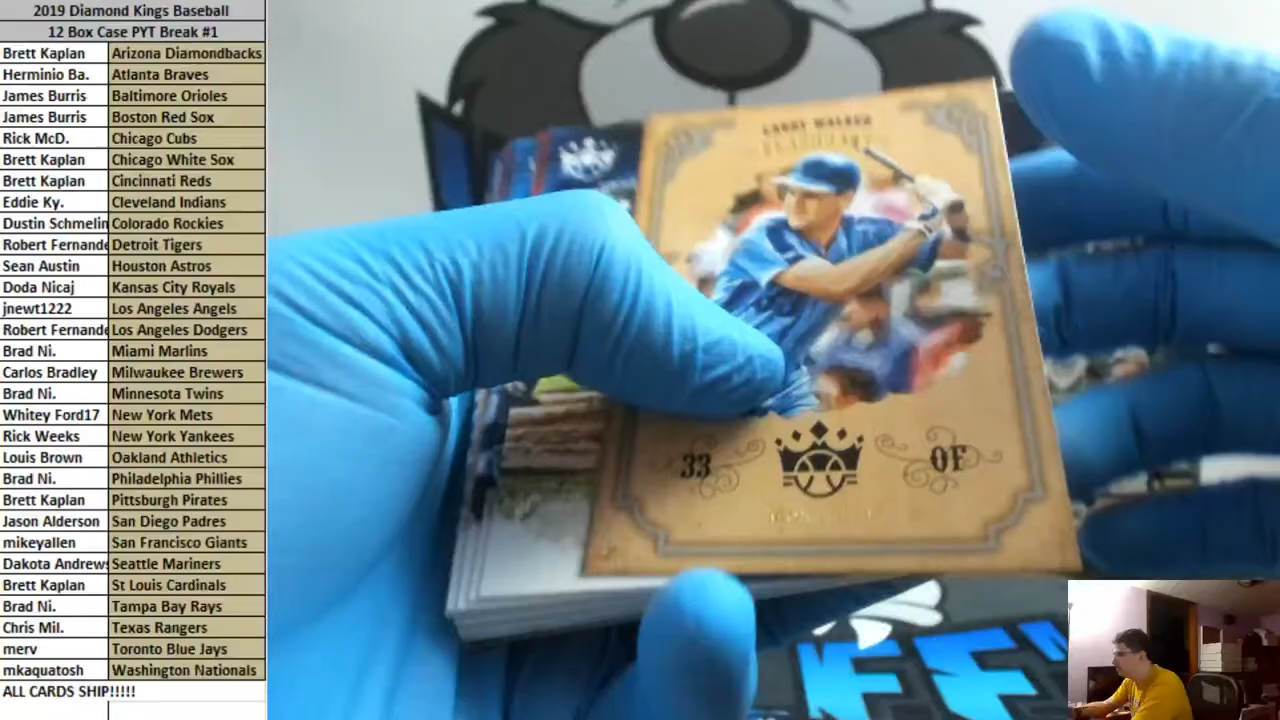 2019 Diamond Kings Baseball
12 Box Case PYT Break #1
Brett Kaplan Arizona Diamondbacks
Herminio Ba. Atlanta Braves
James Burris Baltimore Orioles
James Burris Boston Red Sox
Rick McD. Chicago Cubs
Brett Kaplan Chicago White Sox
Brett Kaplan Cincinnati Reds
Eddie Ky. Cleveland Indians
Dustin Schmelin Colorado Rockies
Robert Fernande Detroit Tigers
Sean Austin Houston Astros
Doda Nicaj Kansas City Royals
jnewt1222 Los Angeles Angels
Robert Fernande Los Angeles Dodgers
Brad Ni. Miami Marlins
Carlos Bradley Milwaukee Brewers
Brad Ni. Minnesota Twins
Whitey Ford17 New York Mets
Rick Weeks New York Yankees
Louis Brown Oakland Athletics
Brad Ni. Philadelphia Phillies
Brett Kaplan Pittsburgh Pirates
Jason Alderson San Diego Padres
mikeyallen San Francisco Giants
Dakota Andrews Seattle Mariners
Brett Kaplan St Louis Cardinals
Brad Ni. Tampa Bay Rays
Chris Mil. Texas Rangers
merv Toronto Blue Jays
mkaquatosh Washington Nationals
ALL CARDS SHIP!!!!!
LARRY WALKER
33 OF